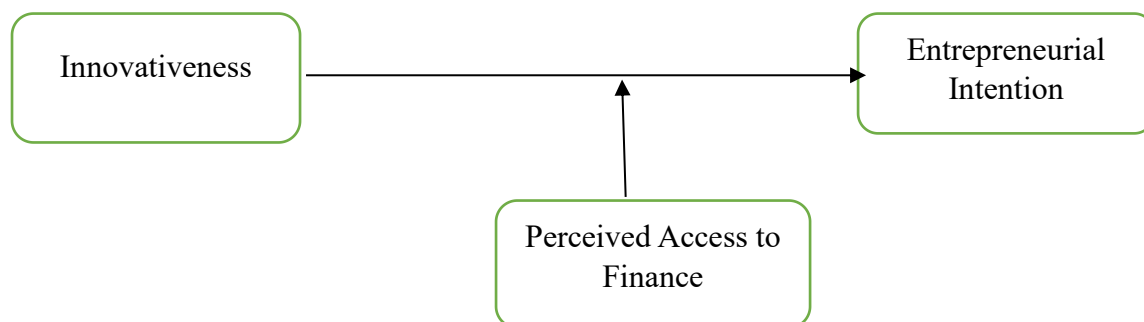 Innovativeness
Entrepreneurial
Intention
Perceived Access to
Finance